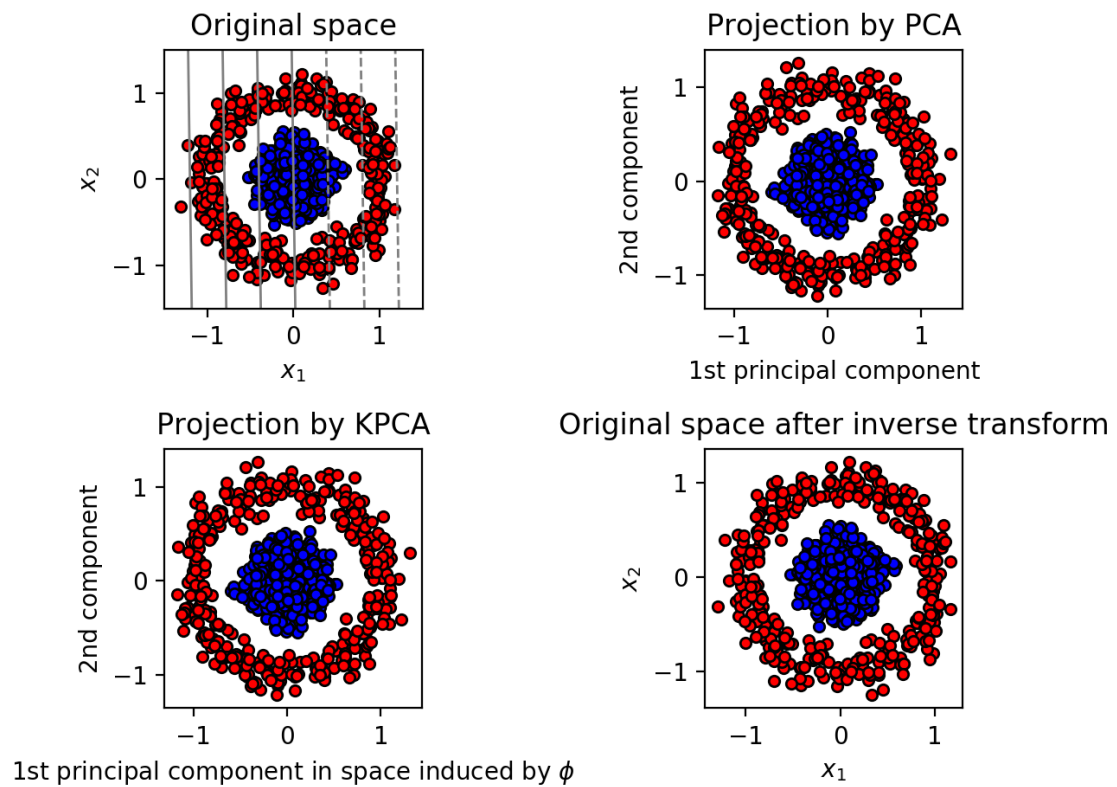 Original space
1
0
−1
x₂
−1 0 1
x₁
Projection by PCA
1
0
−1
2nd component
−1 0 1
1st principal component
Projection by KPCA
1
0
−1
2nd component
−1 0 1
1st principal component in space induced by ϕ
Original space after inverse transform
1
0
−1
x₂
−1 0 1
x₁